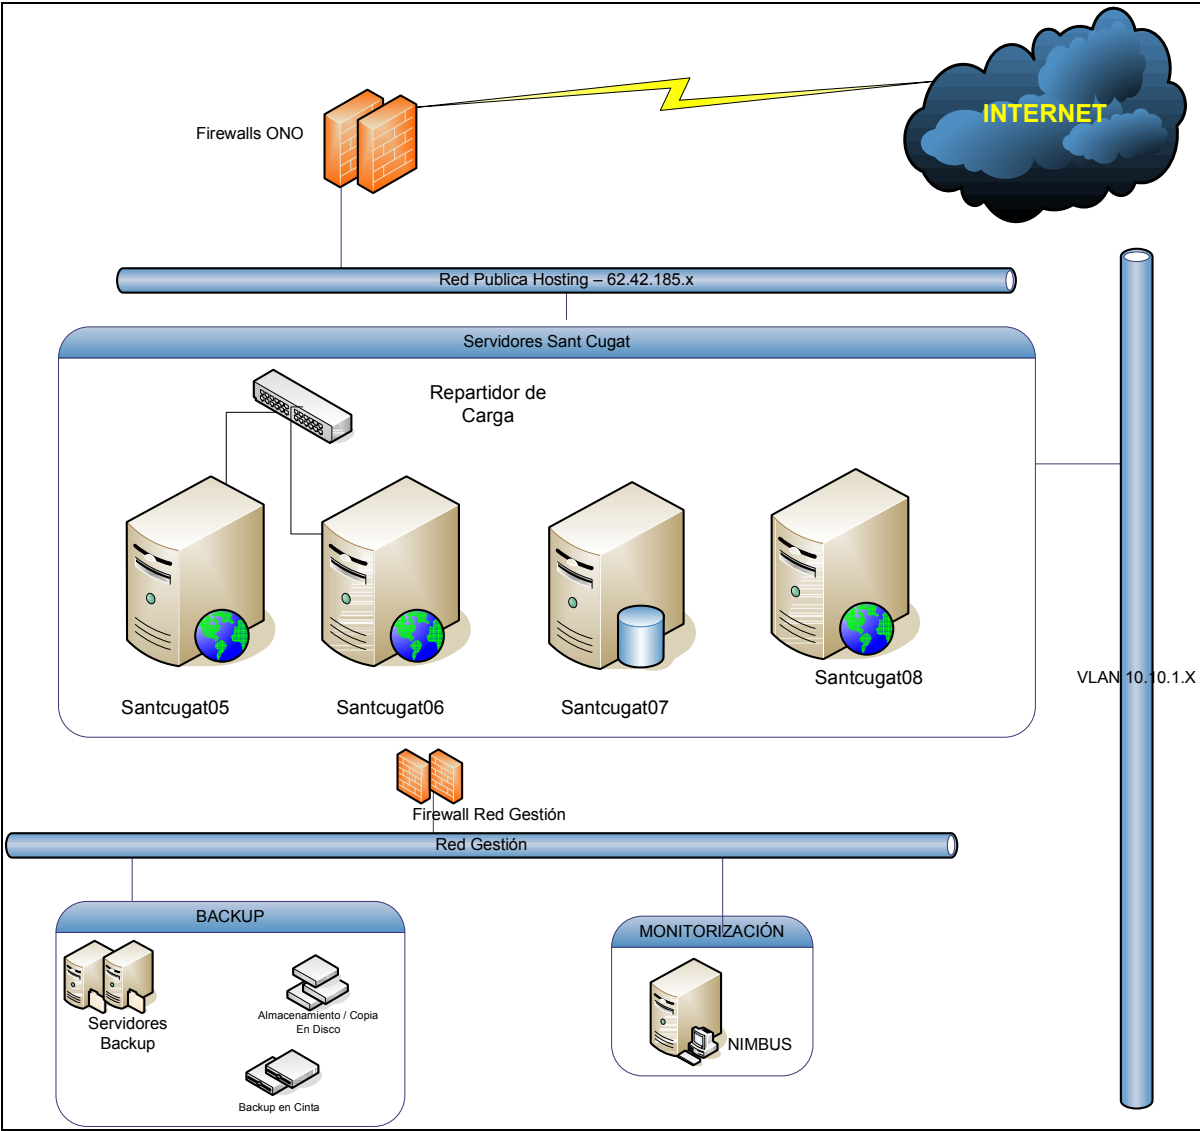 INTERNET
Firewalls ONO
Red Publica Hosting – 62.42.185.x
Servidores Sant Cugat
Repartidor de
Carga
Santcugat05
Santcugat06
Santcugat07
Santcugat08
VLAN 10.10.1.X
Firewall Red Gestión
Red Gestión
BACKUP
Servidores
Backup
Almacenamiento / Copia
En Disco
Backup en Cinta
MONITORIZACIÓN
NIMBUS